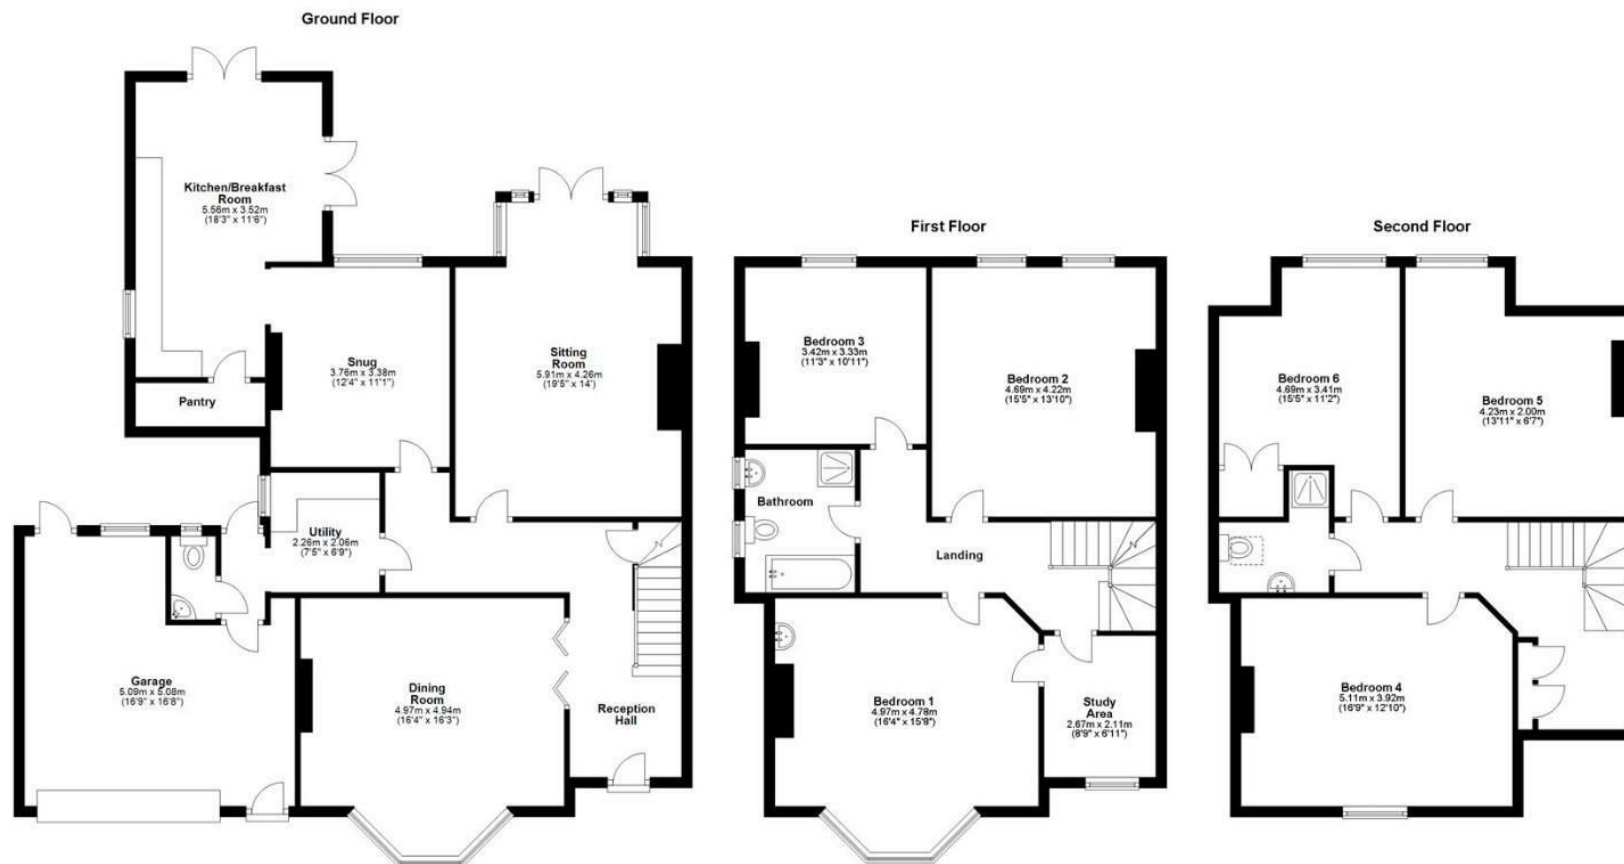 Ground Floor
Kitchen/Breakfast
Room
5.56m x 3.52m
(18'3" x 11'6")
Pantry
Snug
3.76m x 3.38m
(12'4" x 11'1")
Sitting
Room
5.91m x 4.26m
(19'5" x 14')
Utility
2.26m x 2.06m
(7'5" x 6'9")
Garage
5.09m x 5.08m
(16'9" x 16'8")
Dining
Room
4.97m x 4.94m
(16'4" x 16'3")
Reception
Hall
First Floor
Bedroom 3
3.42m x 3.33m
(11'3" x 10'11")
Bedroom 2
4.69m x 4.22m
(15'5" x 13'10")
Bathroom
Landing
Bedroom 1
4.97m x 4.78m
(16'4" x 15'8")
Study
Area
2.67m x 2.11m
(8'9" x 6'11")
Second Floor
Bedroom 6
4.69m x 3.41m
(15'5" x 11'2")
Bedroom 5
4.23m x 2.00m
(13'11" x 6'7")
Bedroom 4
5.11m x 3.92m
(16'9" x 12'10")